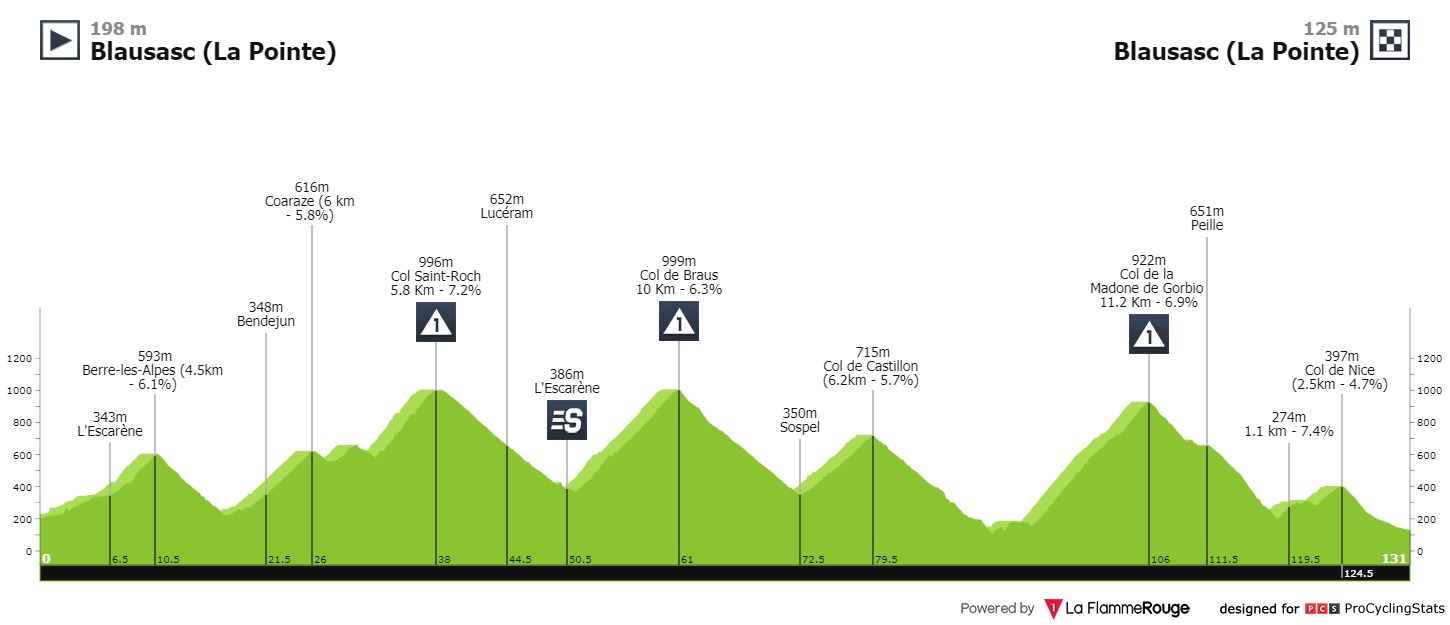 198 m
Blausasc (La Pointe)
125 m
Blausasc (La Pointe)
343m
L'Escarène
593m
Berre-les-Alpes (4.5km
- 6.1%)
348m
Bendejun
616m
Coaraze (6 km
- 5.8%)
996m
Col Saint-Roch
5.8 Km - 7.2%
1
652m
Lucéram
386m
L'Escarène
S
999m
Col de Braus
10 Km - 6.3%
1
350m
Sospel
715m
Col de Castillon
(6.2km - 5.7%)
922m
Col de la
Madone de Gorbio
11.2 Km - 6.9%
1
651m
Peille
274m
1.1 km - 7.4%
397m
Col de Nice
(2.5km - 4.7%)
1200
1000
800
600
400
200
0
1200
1000
800
600
400
200
0
0
6.5
10.5
21.5
26
38
44.5
50.5
61
72.5
79.5
106
111.5
119.5
131
124.5
Powered by 1 La FlammeRouge designed for PCS ProCyclingStats